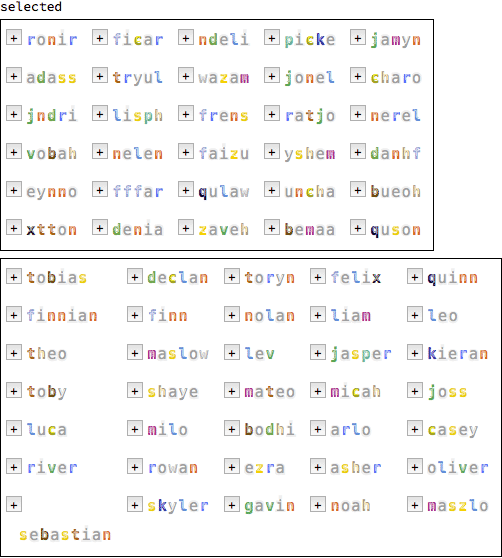 selected
+ ronir + ficar + ndeli + picke + jamyn
+ adass + tryul + wazam + jonel + charo
+ jndri + lisph + frens + ratjo + nerel
+ vobah + nelen + faizu + yshem + danhf
+ eynno + fffar + qulaw + uncha + bueoh
+ xtton + denia + zaveh + bemaa + quson
+ tobias + declan + toryn + felix + quinn
+ finnian + finn + nolan + liam + leo
+ theo + maslow + lev + jasper + kieran
+ toby + shaye + mateo + micah + joss
+ luca + milo + bodhi + arlo + casey
+ river + rowan + ezra + asher + oliver
+ + skyler + gavin + noah + maszlo
sebastian